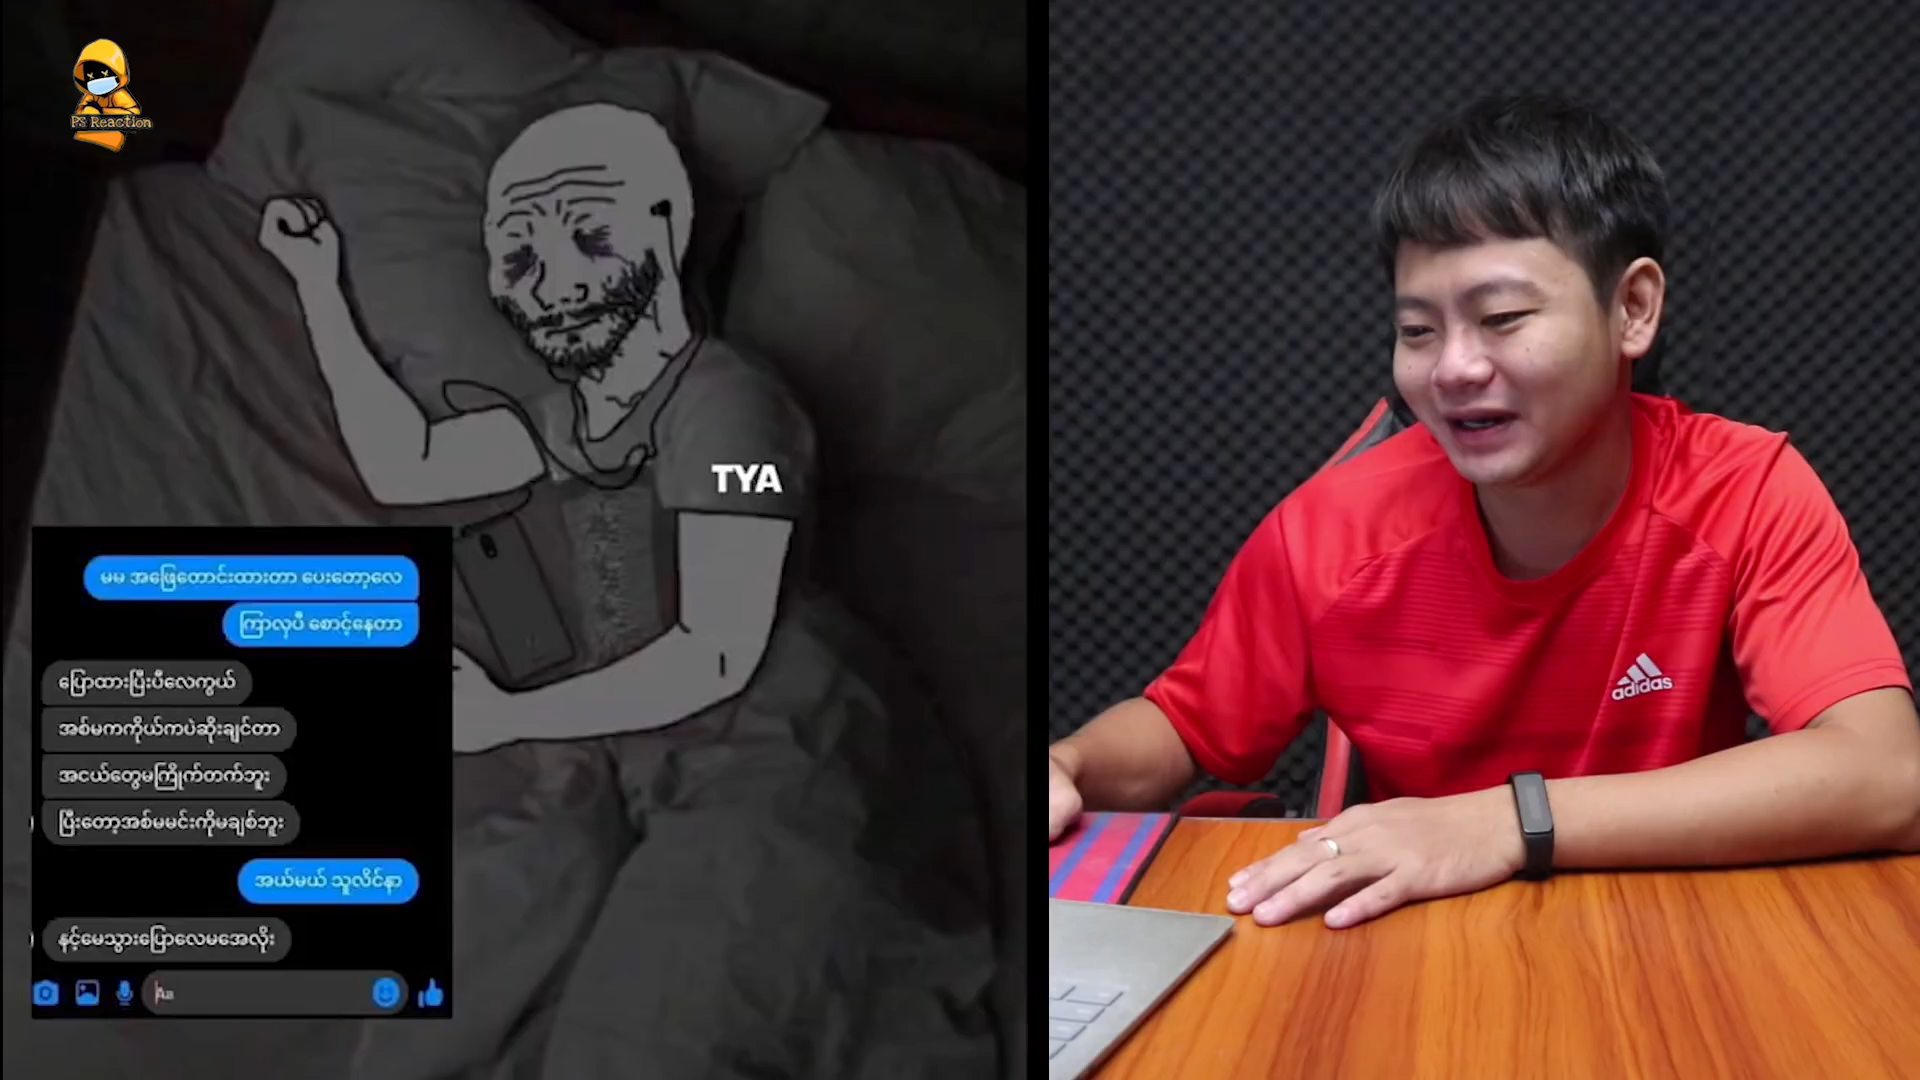 PS Reaction
TYA
မမ အဖြေတောင်းထားတာ ပေးတော့လေ
ကြာလှပီ စောင့်နေတာ
ပြောထားပြီးပီလေကွယ်
အစ်မကကိုယ်ကပဲဆိုးချင်တာ
အငယ်တွေမကြိုက်တက်ဘူး
ပြီးတော့အစ်မမင်းကိုမချစ်ဘူး
အယ်မယ် သူလိင်နာ
နင့်မေသွားပြောလေမအေလိုး
Aa
adidas